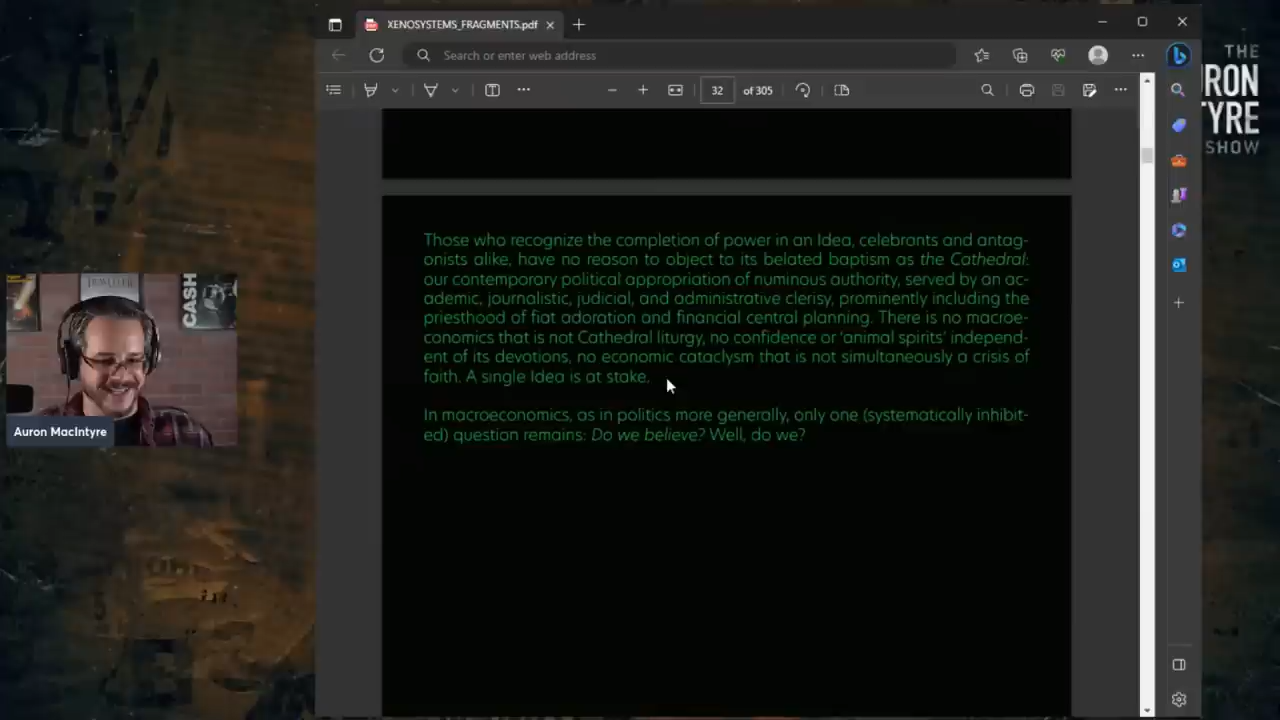 XENOSYSTEMS_FRAGMENTS.pdf
Search or enter web address
32 of 305
THE
RON
TYRE
SHOW
Those who recognize the completion of power in an Idea, celebrants and antag-
onists alike, have no reason to object to its belated baptism as the Cathedral:
our contemporary political appropriation of numinous authority, served by an ac-
ademic, journalistic, judicial, and administrative clerisy, prominently including the
priesthood of fiat adoration and financial central planning. There is no macroe-
conomics that is not Cathedral liturgy, no confidence or 'animal spirits' independ-
ent of its devotions, no economic cataclysm that is not simultaneously a crisis of
faith. A single Idea is at stake.
In macroeconomics, as in politics more generally, only one (systematically inhibit-
ed) question remains: Do we believe? Well, do we?
CASH
Auron MacIntyre